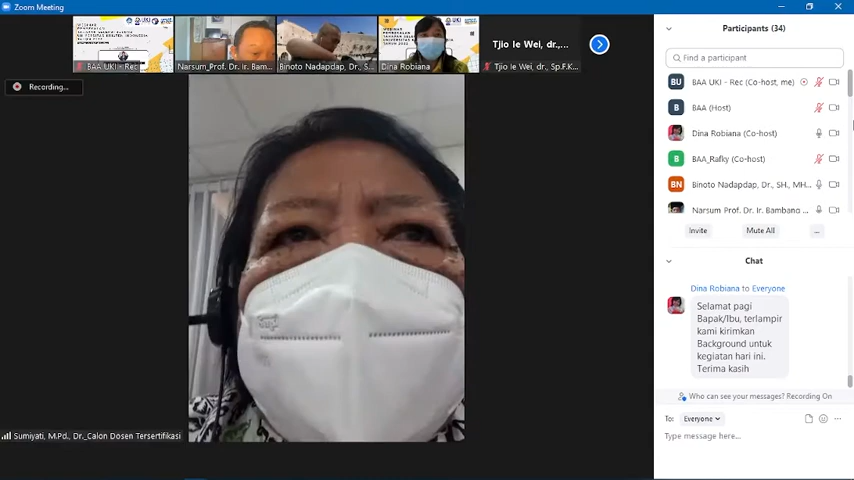 Zoom Meeting
UKI
BAA UKI - Rec
Narsum_Prof. Dr. Ir. Bam...
Binoto Nadapdap, Dr., S...
Dina Robiana
Tjio Ie Wei, dr.,...
Tjio Ie Wei, dr., Sp.F.K...
Recording...
Sumiyati, M.Pd., Dr._Calon Dosen Tersertifikasi
Participants (34)
Find a participant
BU BAA UKI - Rec (Co-host, me)
B BAA (Host)
Dina Robiana (Co-host)
B BAA_Rafky (Co-host)
BN Binoto Nadapdap, Dr., SH., MH...
Narsum Prof. Dr. Ir. Bambang ...
Invite
Mute All
...
Chat
Dina Robiana to Everyone
Selamat pagi
Bapak/Ibu, terlampir
kami kirimkan
Background untuk
kegiatan hari ini.
Terima kasih
Who can see your messages? Recording On
To: Everyone
Type message here...